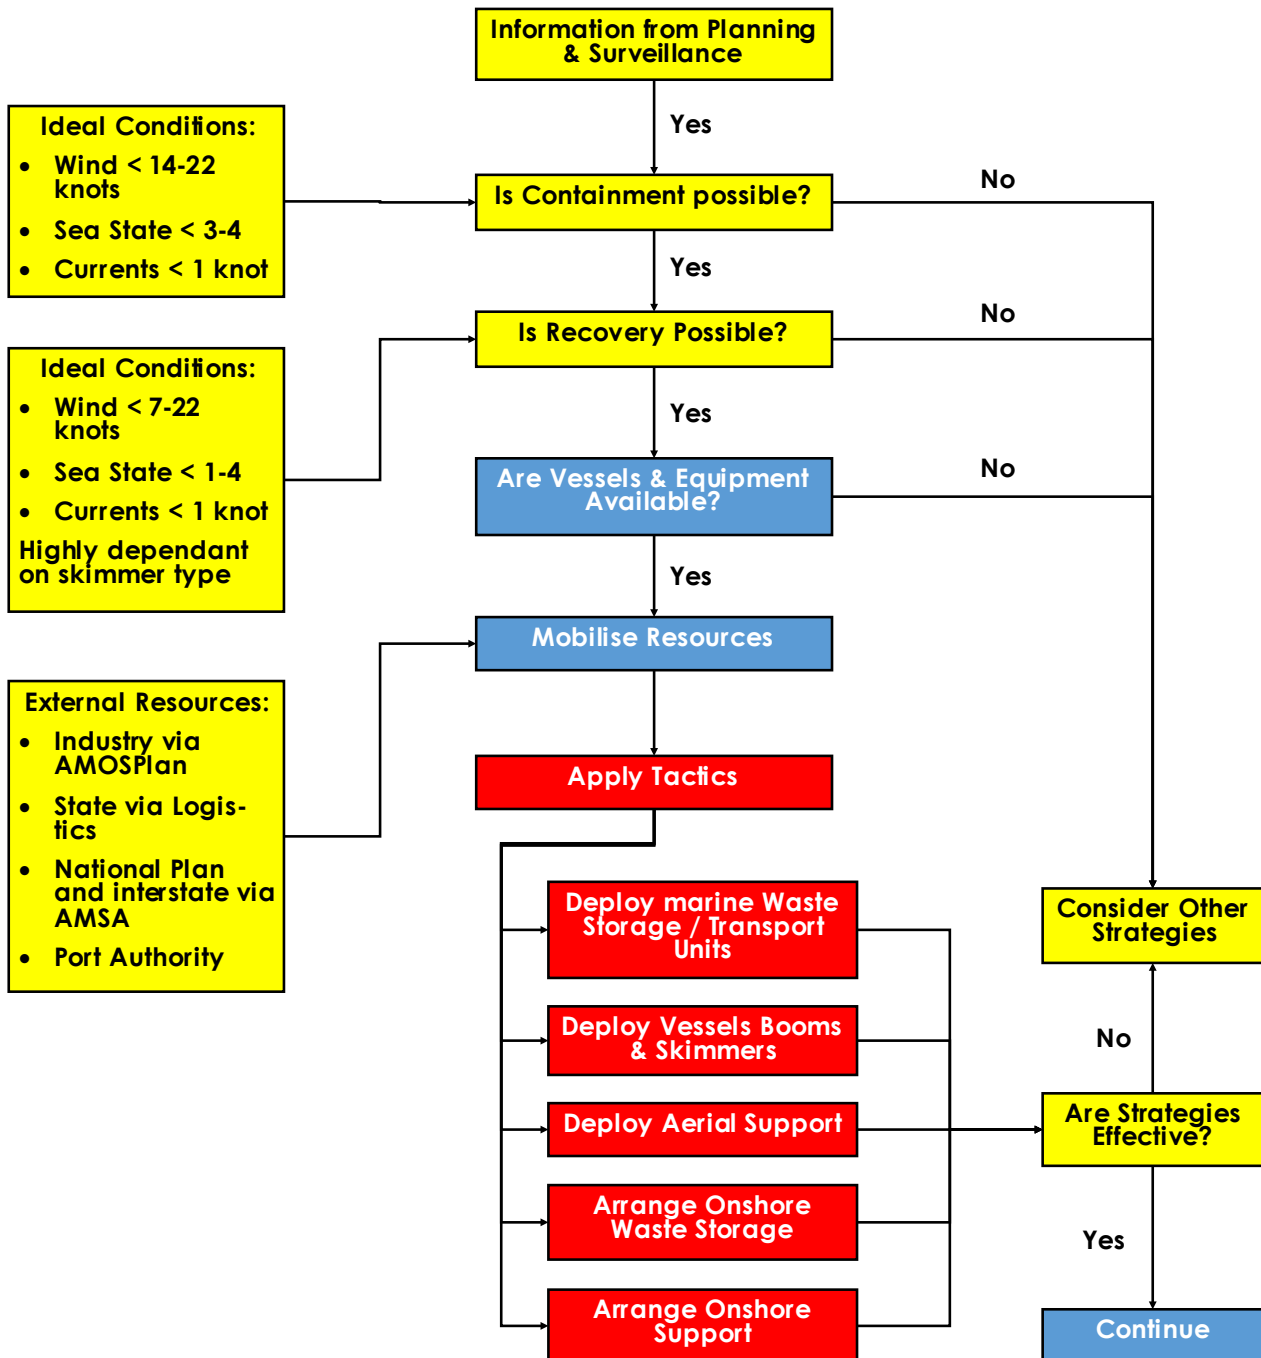 Information from Planning
& Surveillance
Yes
Ideal Conditions:
• Wind < 14-22
knots
• Sea State < 3-4
• Currents < 1 knot
Is Containment possible?
No
Yes
Is Recovery Possible?
No
Ideal Conditions:
• Wind < 7-22
knots
• Sea State < 1-4
• Currents < 1 knot
Highly dependant
on skimmer type
Yes
Are Vessels & Equipment
Available?
No
Yes
Mobilise Resources
External Resources:
• Industry via
AMOSPlan
• State via Logis-
tics
• National Plan
and interstate via
AMSA
• Port Authority
Apply Tactics
Deploy marine Waste
Storage / Transport
Units
Consider Other
Strategies
Deploy Vessels Booms
& Skimmers
No
Deploy Aerial Support
Are Strategies
Effective?
Arrange Onshore
Waste Storage
Yes
Arrange Onshore
Support
Continue